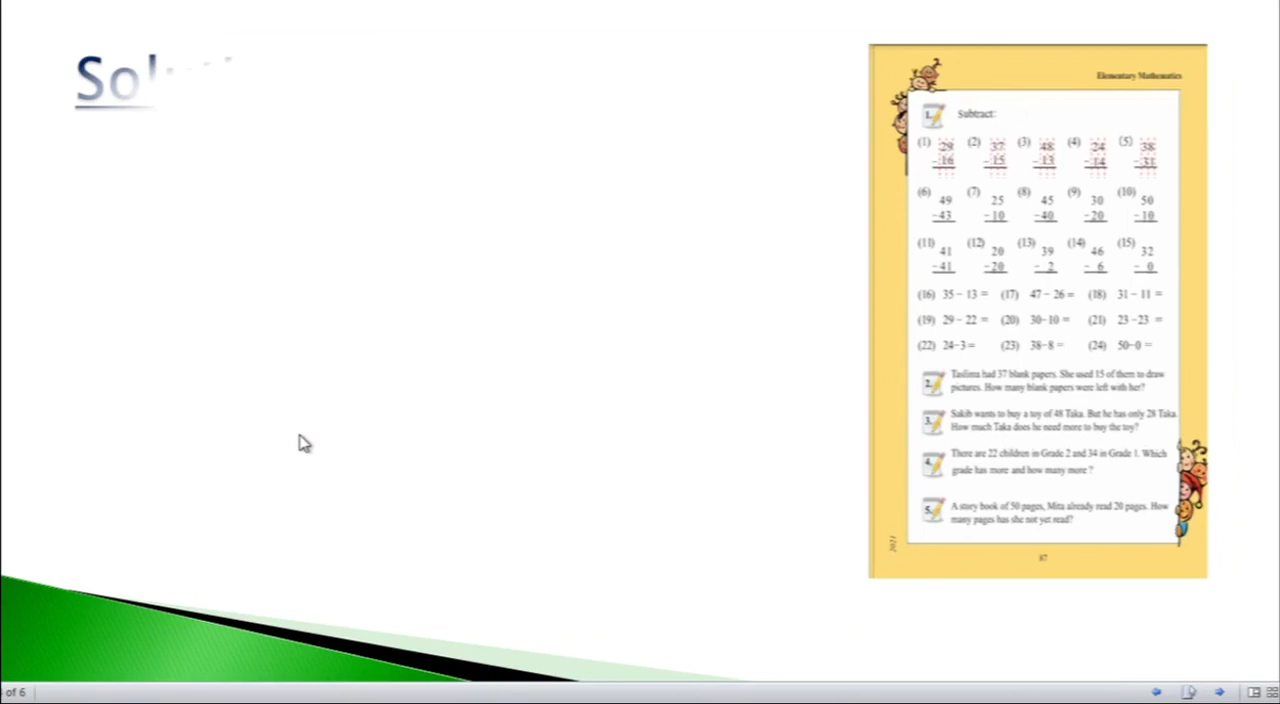 Sol
Elementary Mathematics
1. Subtract:
(1) 29 (2) 37 (3) 48 (4) 24 (5) 38
-16 -15 -13 -14 -31
(6) 49 (7) 25 (8) 45 (9) 30 (10) 50
-43 -10 -40 -20 -10
(11) 41 (12) 20 (13) 39 (14) 46 (15) 32
-41 -20 - 2 - 6 - 0
(16) 35 - 13 = (17) 47 - 26 = (18) 31 - 11 =
(19) 29 - 22 = (20) 30-10 = (21) 23 -23 =
(22) 24-3 = (23) 38-8 = (24) 50-0 =
2. Taslima had 37 blank papers. She used 15 of them to draw
pictures. How many blank papers were left with her?
3. Sakib wants to buy a toy of 48 Taka. But he has only 28 Taka.
How much Taka does he need more to buy the toy?
4. There are 22 children in Grade 2 and 34 in Grade 1. Which
grade has more and how many more ?
5. A story book of 50 pages, Mita already read 20 pages. How
many pages has she not yet read?
2021
87
of 6